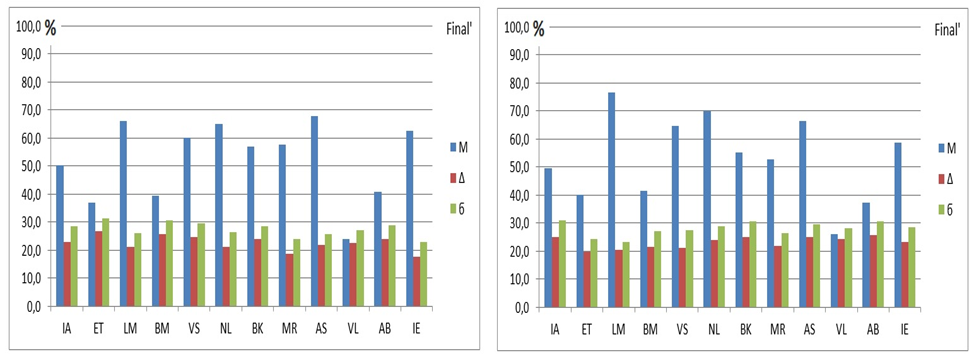 100,0 % Final'
90,0
80,0
70,0
60,0
50,0
40,0
30,0
20,0
10,0
0,0
M
Δ
б
IA ET LM BM VS NL BK MR AS VL AB IE
100,0 % Final'
90,0
80,0
70,0
60,0
50,0
40,0
30,0
20,0
10,0
0,0
M
Δ
б
IA ET LM BM VS NL BK MR AS VL AB IE